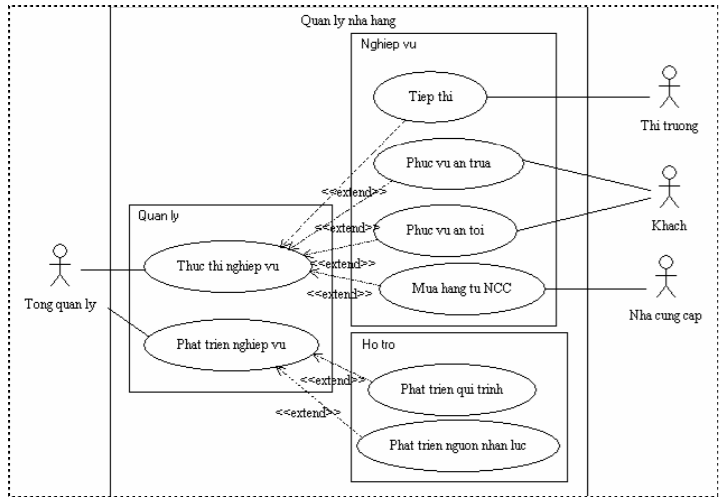 Quan ly nha hang
Nghiep vu
Tiep thi
Thi truong
Phuc vu an trua
<<extend>>
Khach
Quan ly
<<extend>>
Phuc vu an toi
Thuc thi nghiep vu
<<extend>>
Tong quan ly
<<extend>>
Mua hang tu NCC
Nha cung cap
Phat trien nghiep vu
Ho tro
<<extend>>
Phat trien qui trinh
<<extend>>
Phat trien nguon nhan luc